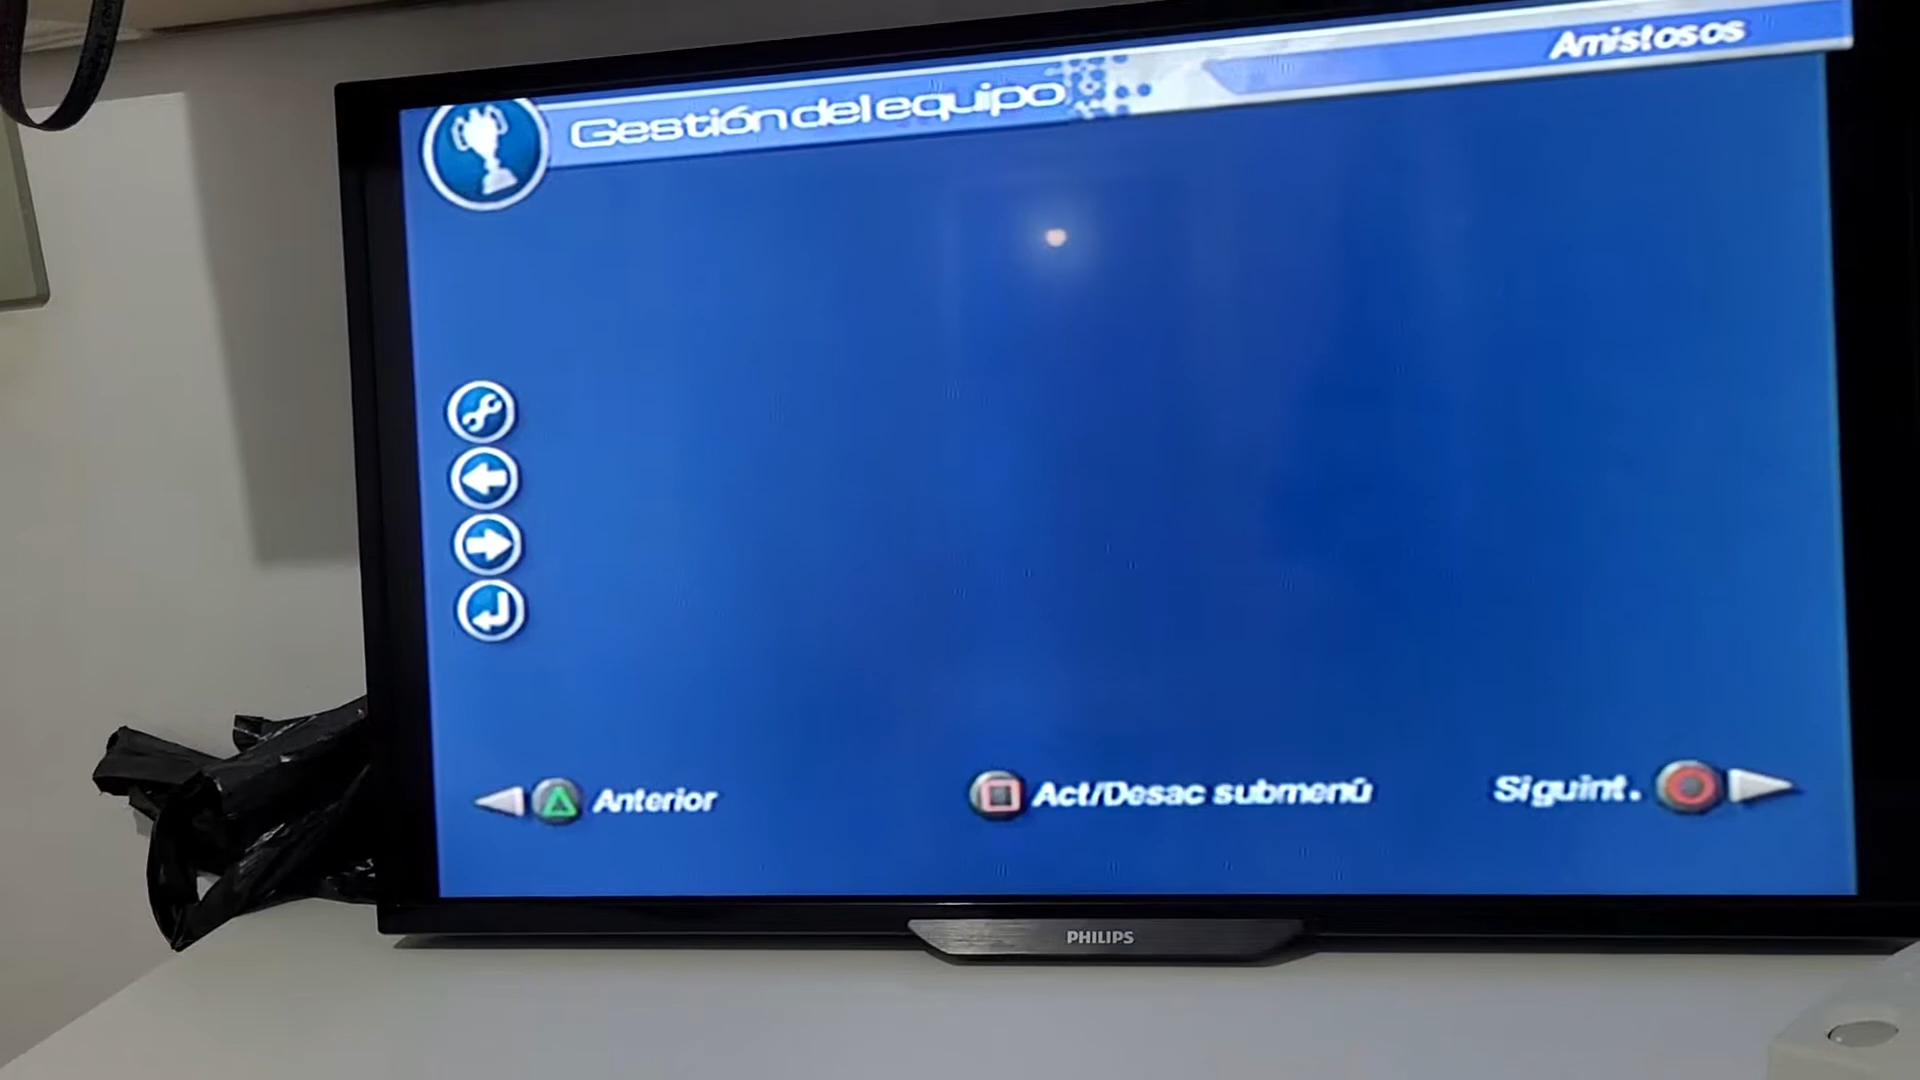 Amistosos
Gestión del equipo
Anterior
Act/Desac submenú
Siguint.
PHILIPS